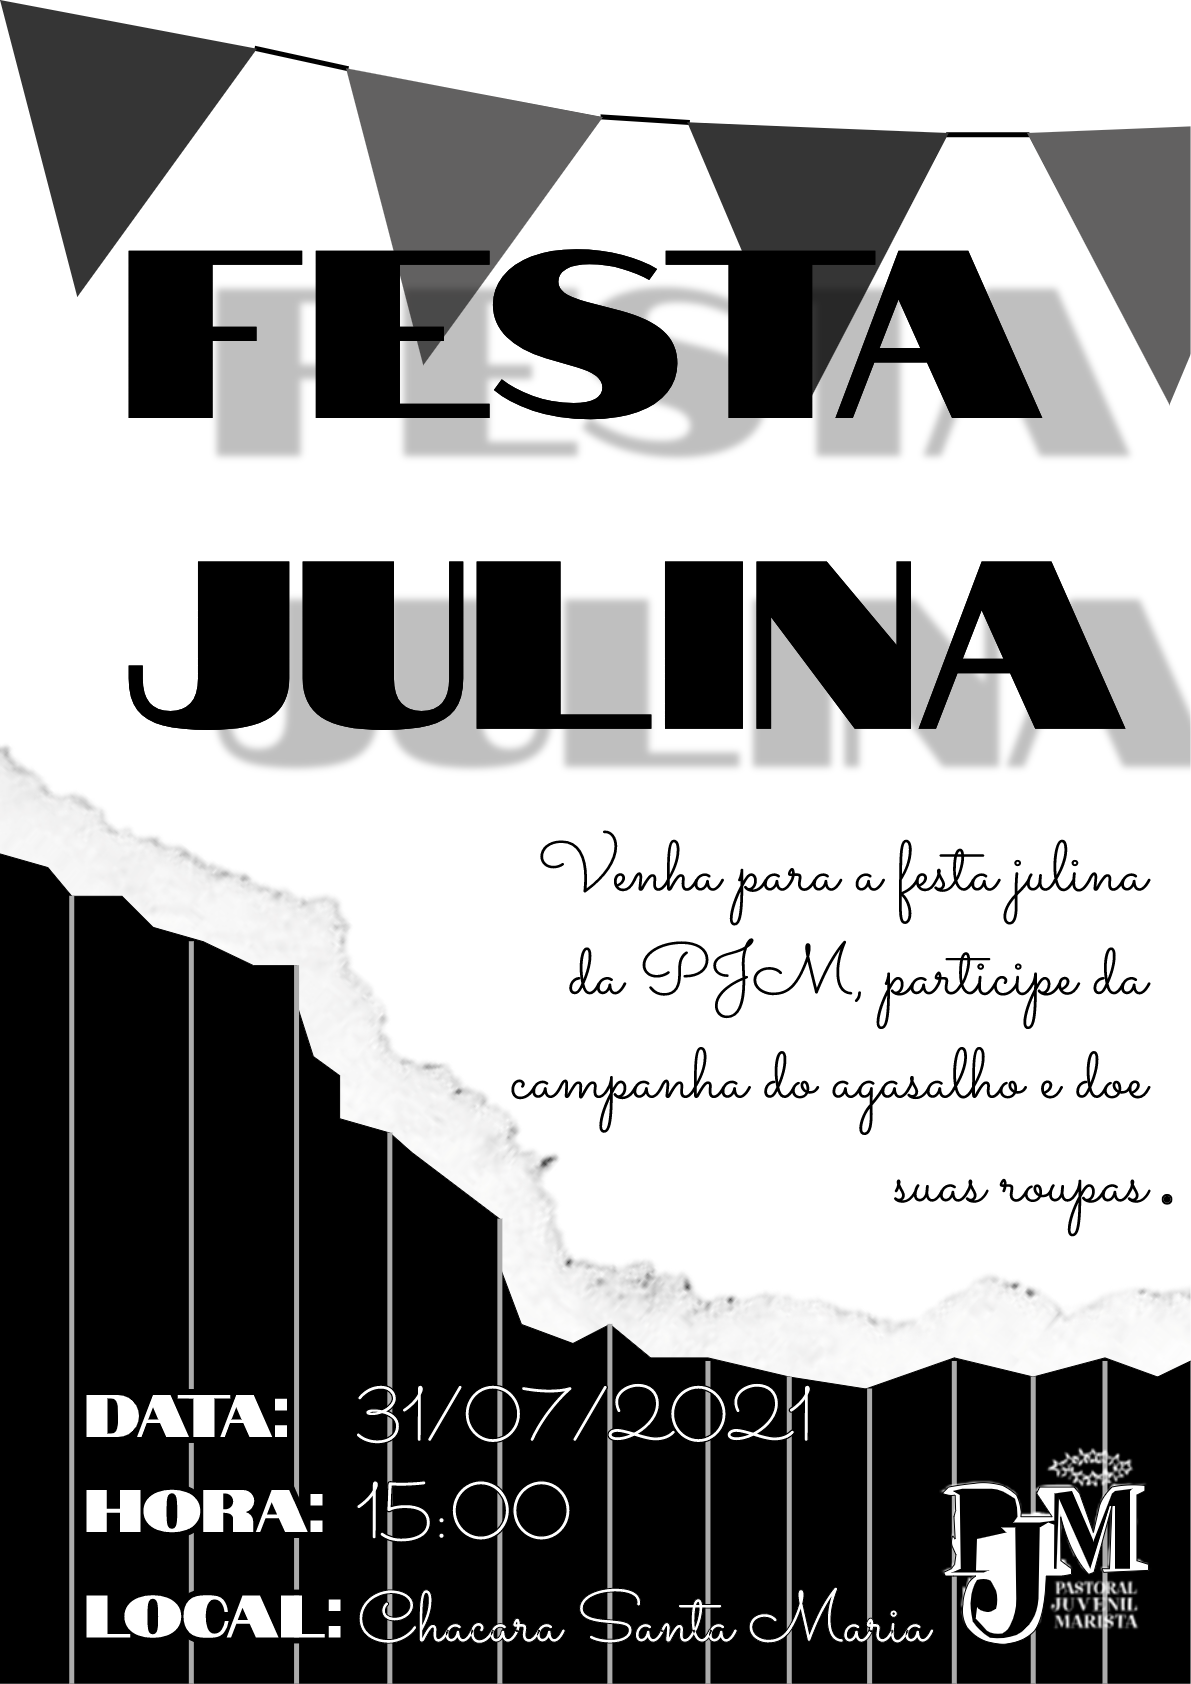 FESTA
JULINA
Venha para a festa julina
da PJM, participe da
campanha do agasalho e doe
suas roupas.
DATA: 31/07/2021
HORA: 15:00
LOCAL: Chacara Santa Maria
PJM
PASTORAL
JUVENIL
MARISTA